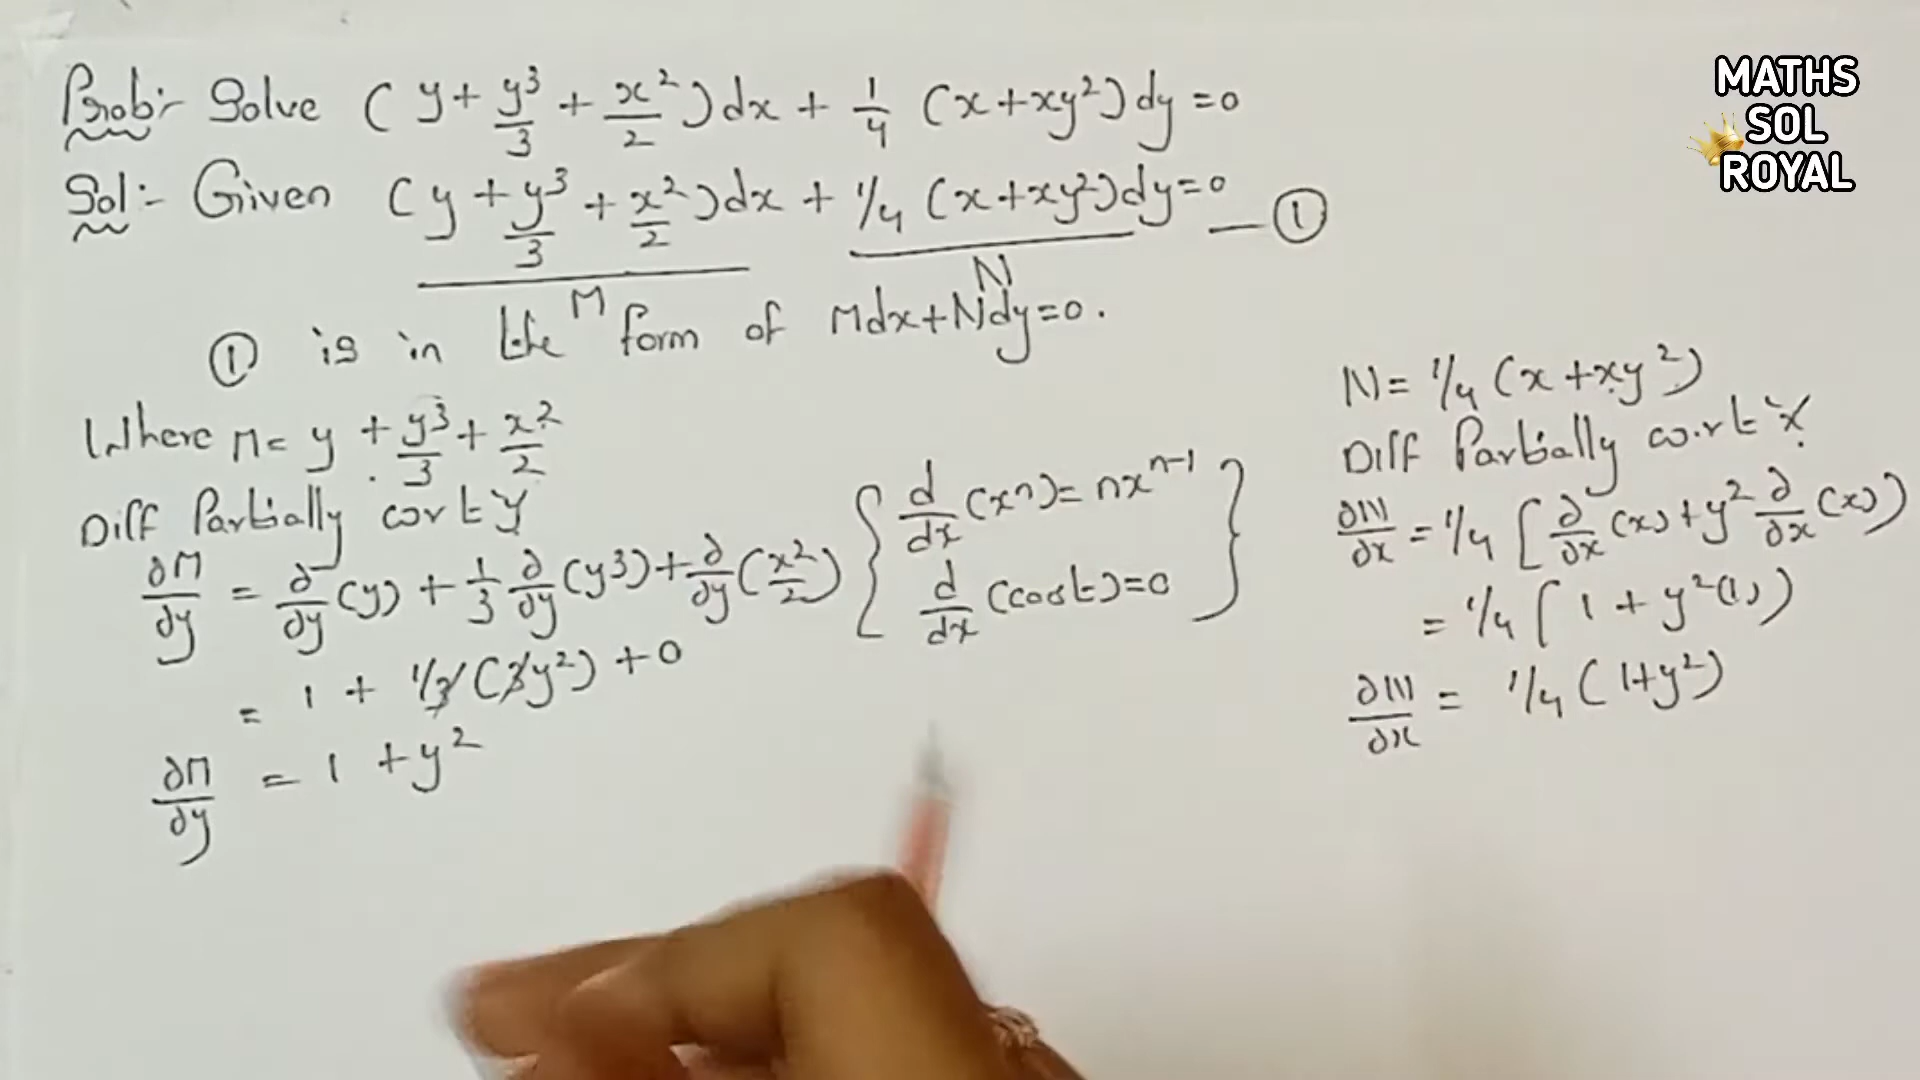 Prob:- Solve (y + y³/3 + x²/2)dx + 1/4 (x+xy²)dy = 0
Sol:- Given (y + y³/3 + x²/2)dx + 1/4 (x+xy²)dy = 0 — ①
M N
① is in the form of Mdx+Ndy=0.
Where M = y + y³/3 + x²/2
Diff Partially w.r.t y
∂M/∂y = ∂/∂y (y) + 1/3 ∂/∂y (y³) + ∂/∂y (x²/2)
= 1 + 1/3 (3y²) + 0
∂M/∂y = 1 + y²
{ d/dx (xⁿ) = nxⁿ⁻¹
d/dx (cost) = 0 }
N = 1/4 (x + xy²)
Diff Partially w.r.t x
∂N/∂x = 1/4 [ ∂/∂x (x) + y² ∂/∂x (x) )
= 1/4 [ 1 + y²(1) )
∂N/∂x = 1/4 (1+y²)
MATHS
SOL
ROYAL